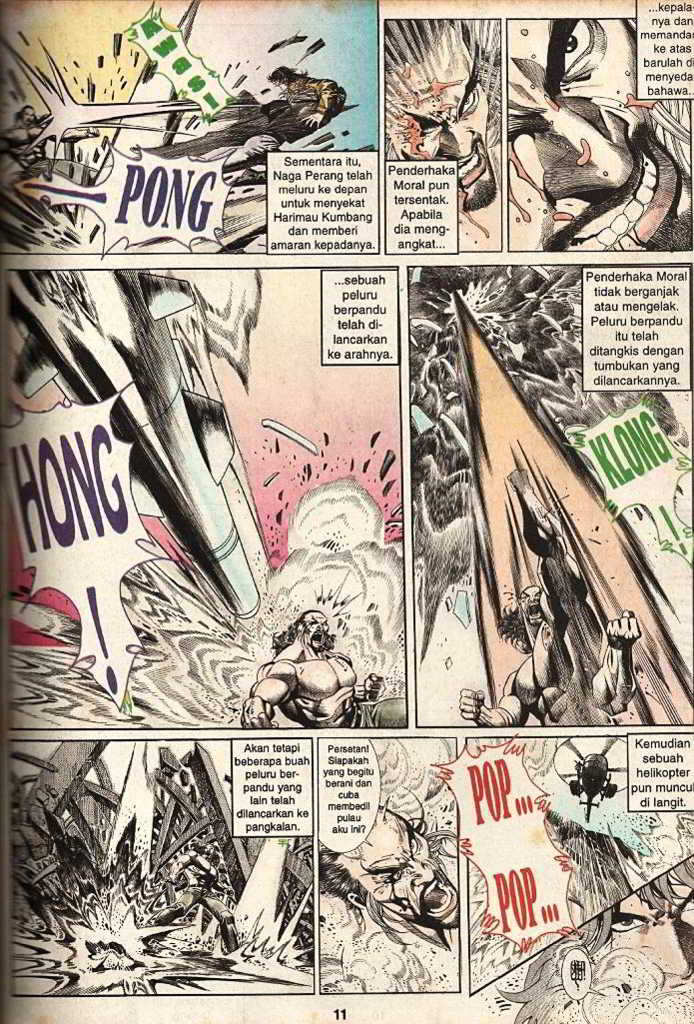 AWASI
PONG
Sementara itu,
Naga Perang telah
meluru ke depan
untuk menyekat
Harimau Kumbang
dan memberi
amaran kepadanya.
Penderhaka
Moral pun
tersentak.
Apabila
dia meng-
angkat...
...kepala-
nya dan
memandan
ke atas
barulah di
menyeda
bahawa..
...sebuah
peluru
berpandu
telah di-
lancarkan
ke arahnya.
HONG
!
Penderhaka Moral
tidak berganjak
atau mengelak.
Peluru berpandu
itu telah
ditangkis dengan
tumbukan yang
dilancarkannya.
KLONG
!
Akan tetapi
beberapa buah
peluru ber-
pandu yang
lain telah
dilancarkan ke
pangkalan.
Persetan!
Siapakah
yang begitu
berani dan
cuba
membedil
pulau
aku ini?
POP...
POP...
Kemudian
sebuah
helikopter
pun muncul
di langit.
11